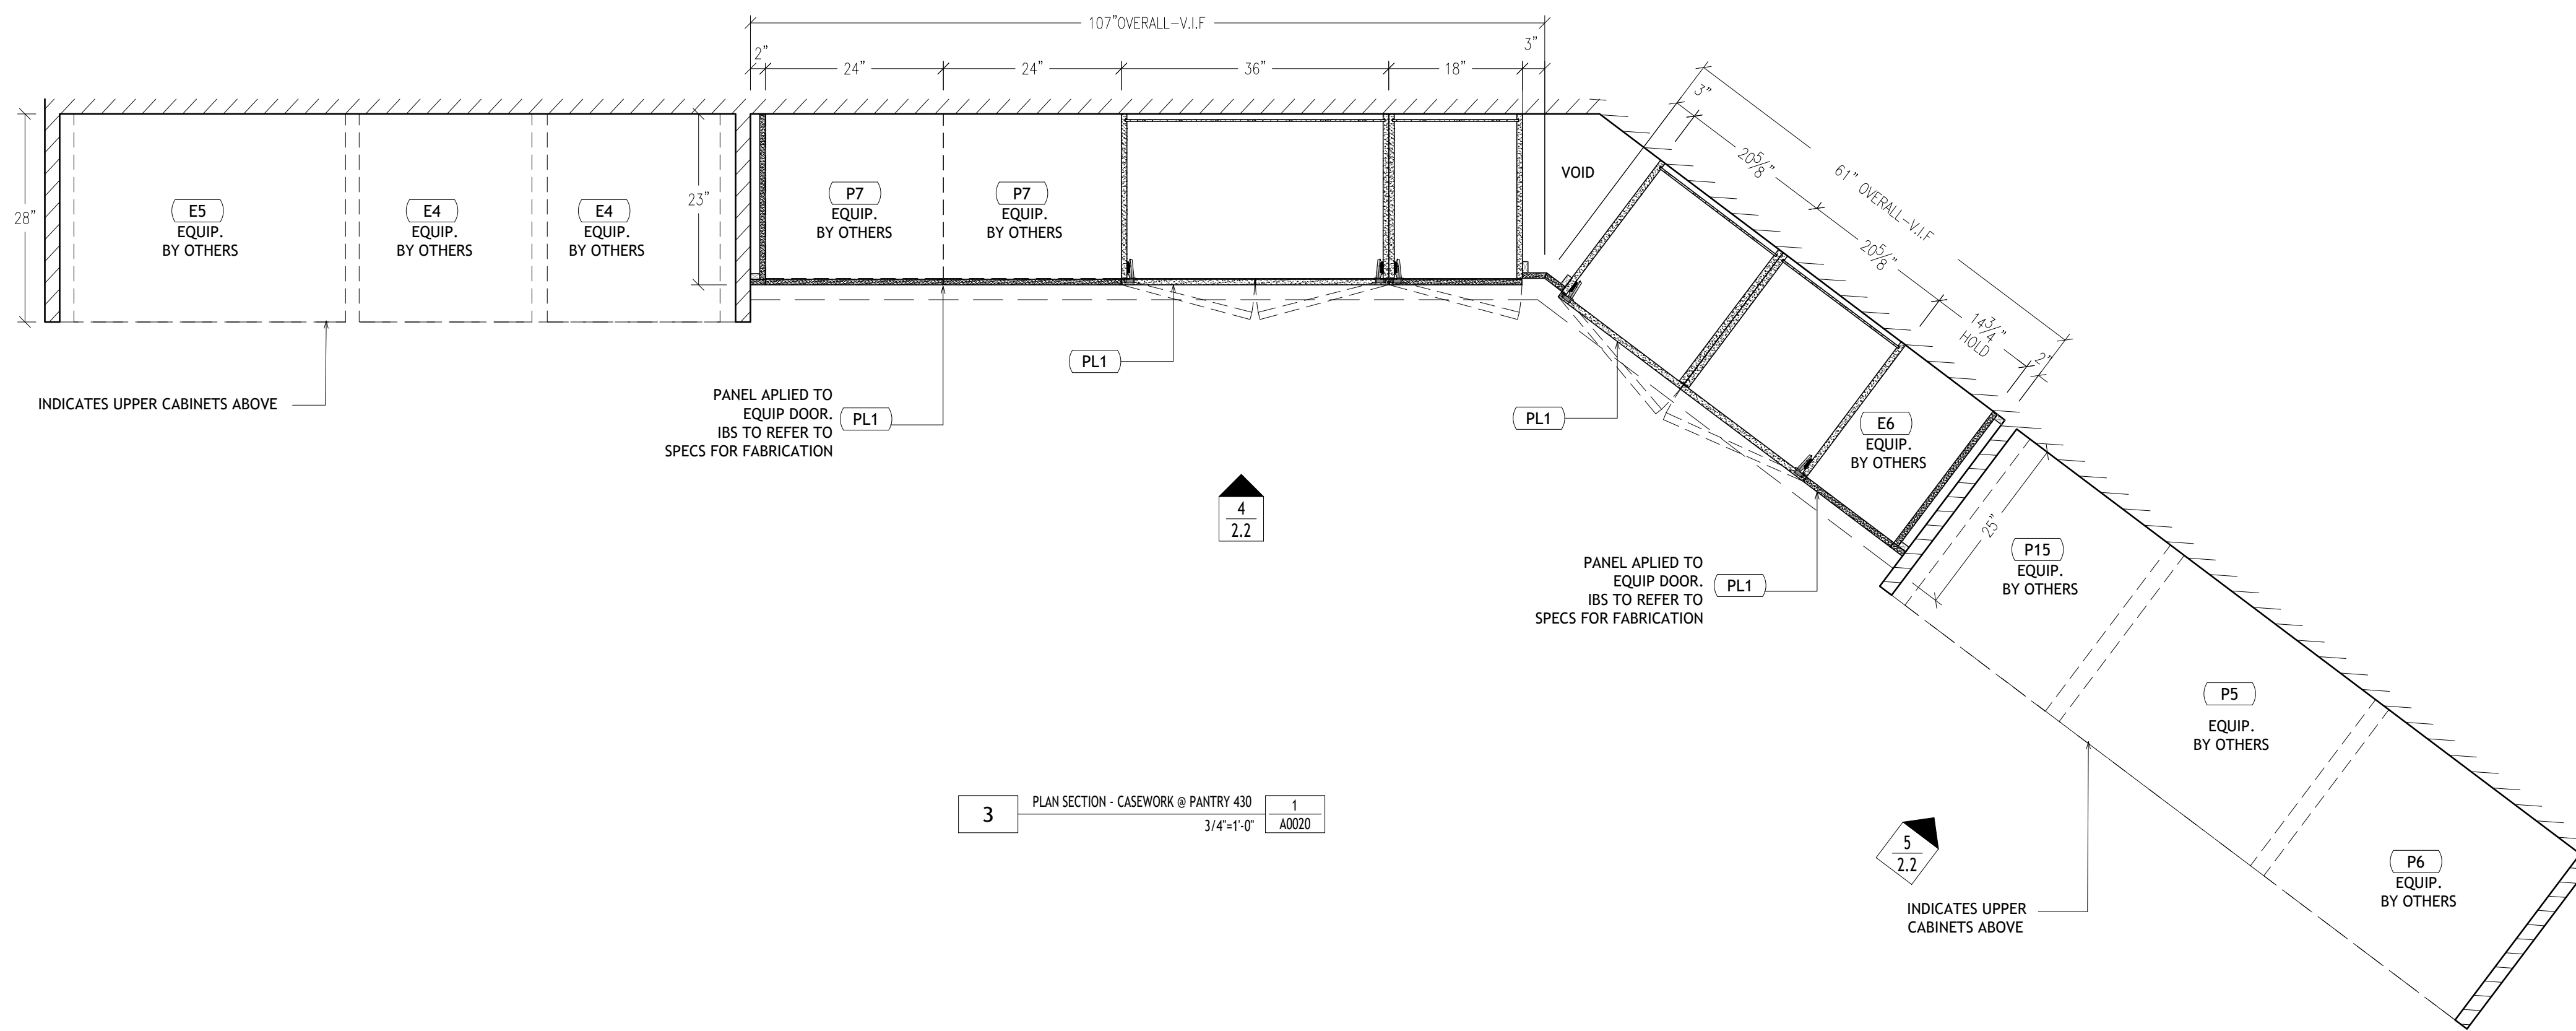 107"OVERALL-V.I.F
2"
24"
24"
36"
18"
3"
28"
23"
E5
EQUIP.
BY OTHERS
E4
EQUIP.
BY OTHERS
E4
EQUIP.
BY OTHERS
P7
EQUIP.
BY OTHERS
P7
EQUIP.
BY OTHERS
VOID
3"
20 5/8"
61" OVERALL-V.I.F
20 5/8"
14 3/4"
HOLD
2"
INDICATES UPPER CABINETS ABOVE
PANEL APLIED TO
EQUIP DOOR.
IBS TO REFER TO
SPECS FOR FABRICATION
PL1
PL1
PL1
E6
EQUIP.
BY OTHERS
4
2.2
PANEL APLIED TO
EQUIP DOOR.
IBS TO REFER TO
SPECS FOR FABRICATION
PL1
25"
P15
EQUIP.
BY OTHERS
P5
EQUIP.
BY OTHERS
P6
EQUIP.
BY OTHERS
5
2.2
INDICATES UPPER
CABINETS ABOVE
3
PLAN SECTION - CASEWORK @ PANTRY 430
3/4"=1'-0"
1
A0020